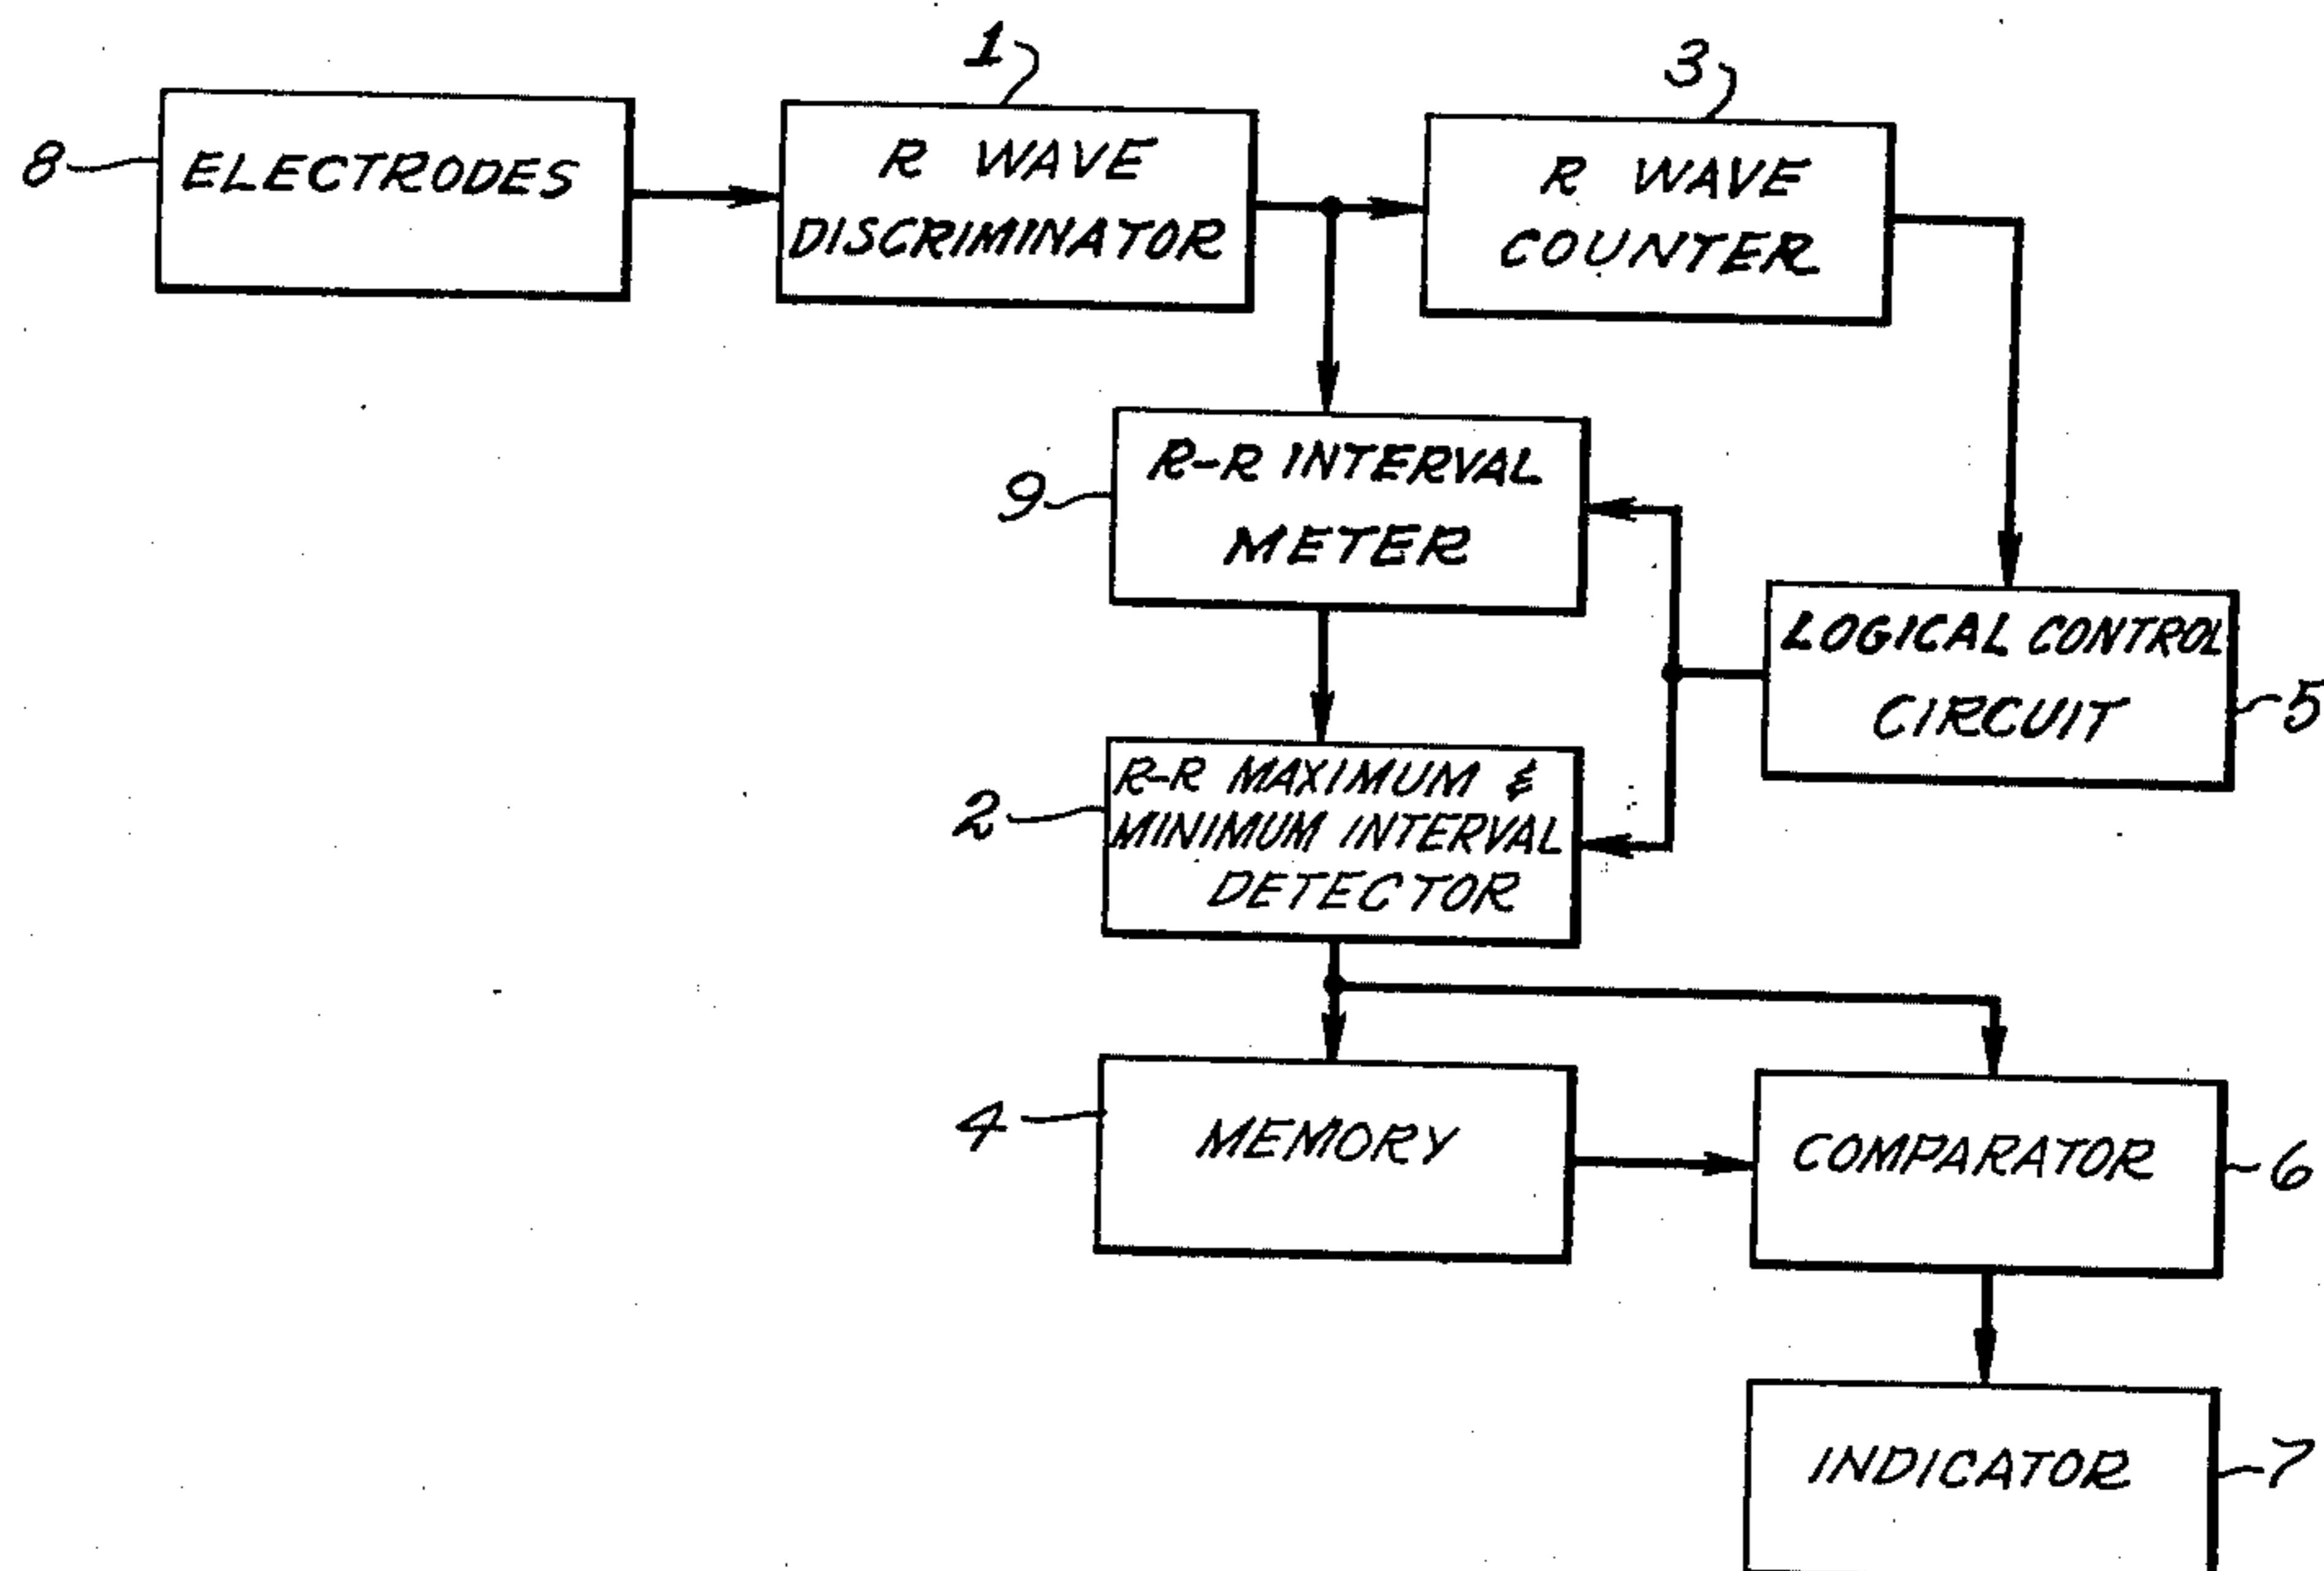 1
3
8
ELECTRODES
R WAVE
DISCRIMINATOR
R WAVE
COUNTER
9
R-R INTERVAL
METER
LOGICAL CONTROL
CIRCUIT
5
2
R-R MAXIMUM &
MINIMUM INTERVAL
DETECTOR
4
MEMORY
COMPARATOR
6
INDICATOR
7